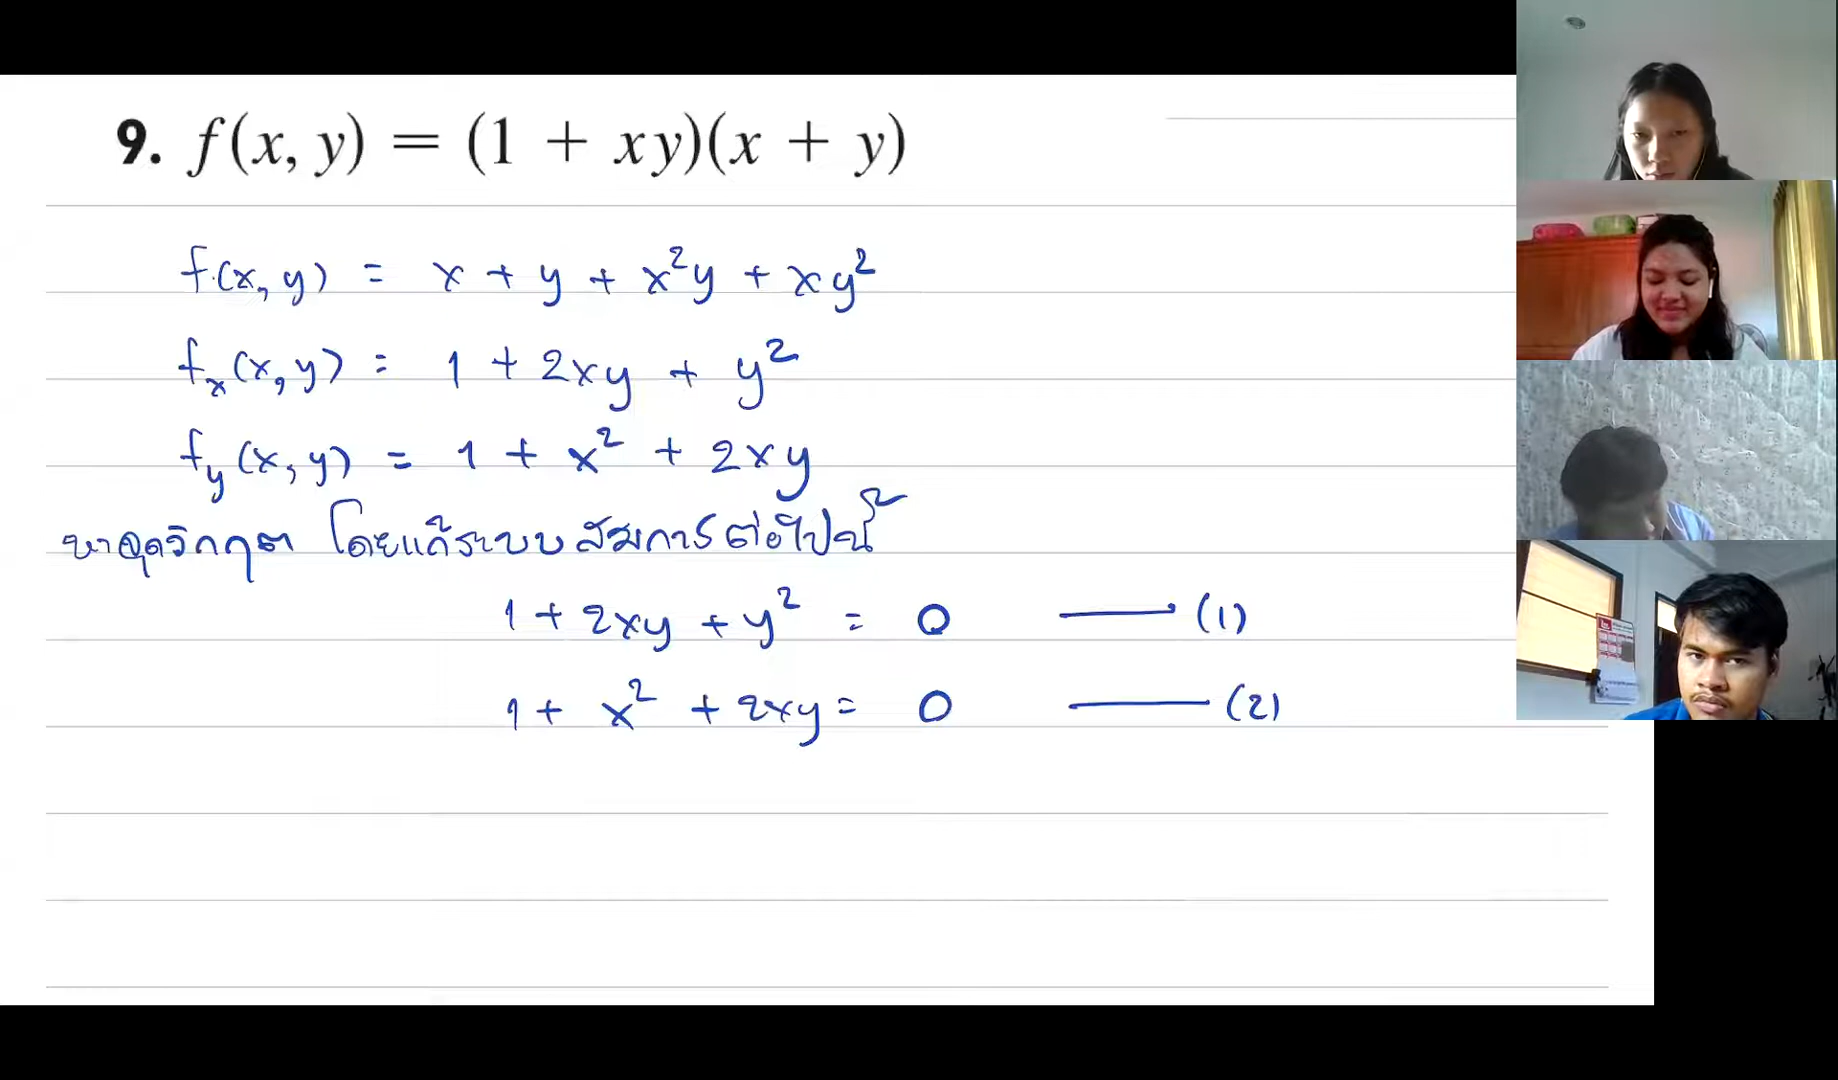 9. f(x, y) = (1 + xy)(x + y)
f(x, y) = x + y + x²y + xy²
fₓ(x, y) = 1 + 2xy + y²
f_y(x, y) = 1 + x² + 2xy
หาจุดวิกฤต โดยแก้ระบบสมการต่อไปนี้
1 + 2xy + y² = 0 —— (1)
1 + x² + 2xy = 0 —— (2)